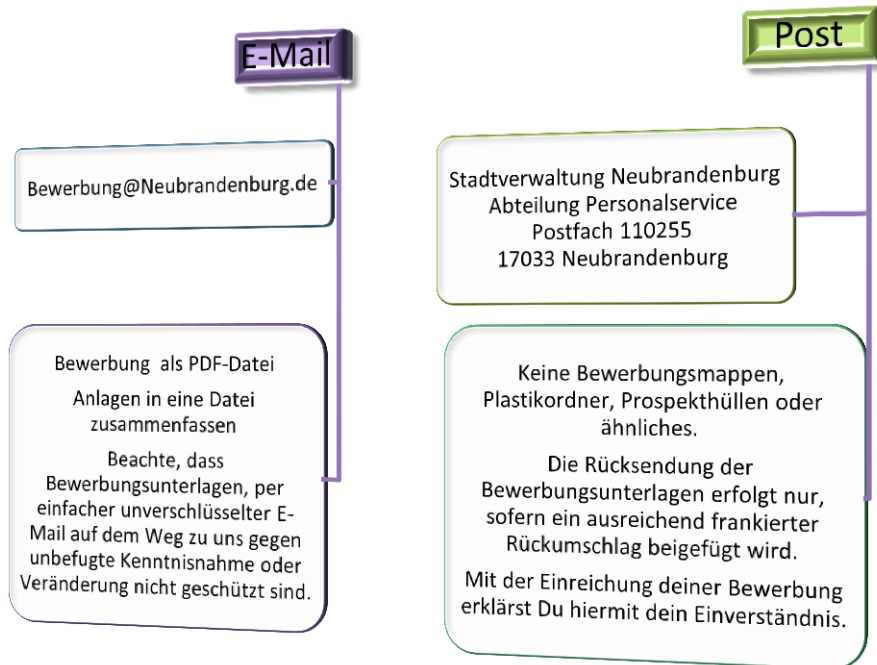 E-Mail
Bewerbung@Neubrandenburg.de
Bewerbung als PDF-Datei
Anlagen in eine Datei
zusammenfassen
Beachte, dass
Bewerbungsunterlagen, per
einfacher unverschlüsselter E-
Mail auf dem Weg zu uns gegen
unbefugte Kenntnisnahme oder
Veränderung nicht geschützt sind.
Post
Stadtverwaltung Neubrandenburg
Abteilung Personalservice
Postfach 110255
17033 Neubrandenburg
Keine Bewerbungsmappen,
Plastikordner, Prospekthüllen oder
ähnliches.
Die Rücksendung der
Bewerbungsunterlagen erfolgt nur,
sofern ein ausreichend frankierter
Rückumschlag beigefügt wird.
Mit der Einreichung deiner Bewerbung
erklärst Du hiermit dein Einverständnis.